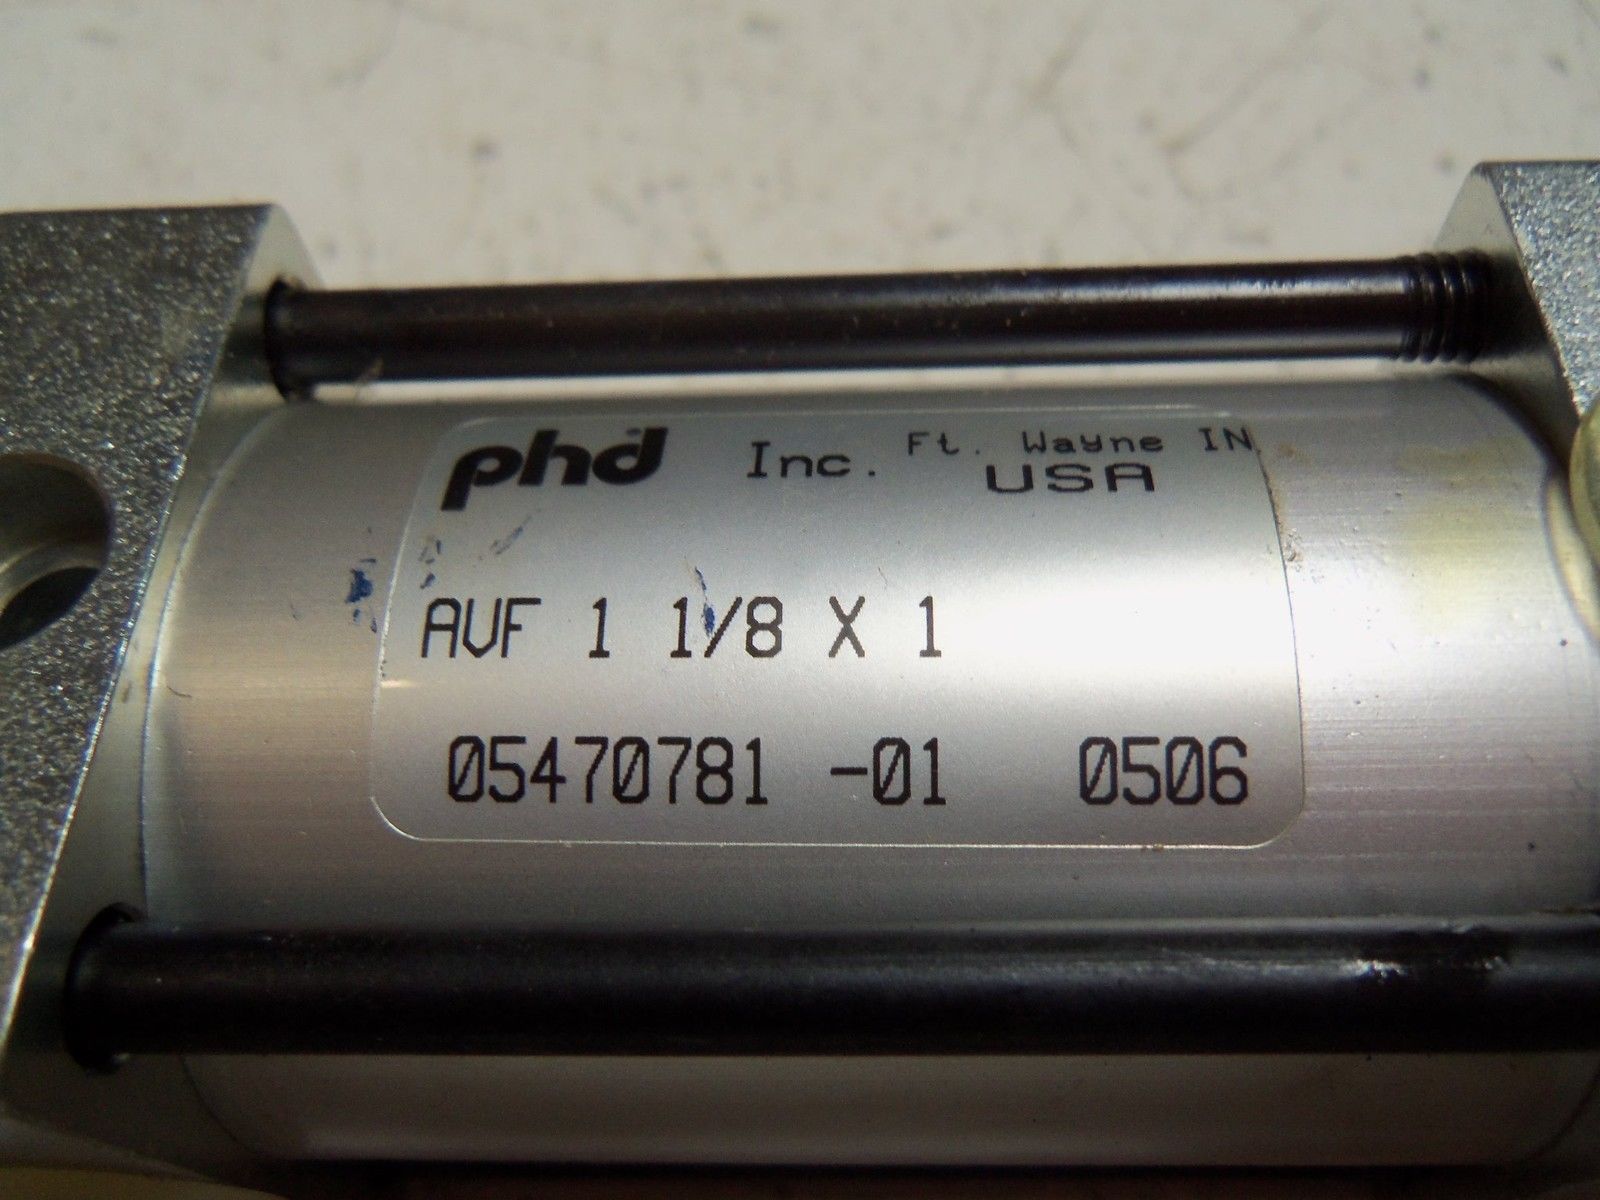 phd Inc. Ft. Wayne IN
USA
AVF 1 1/8 X 1
05470781 -01 0506